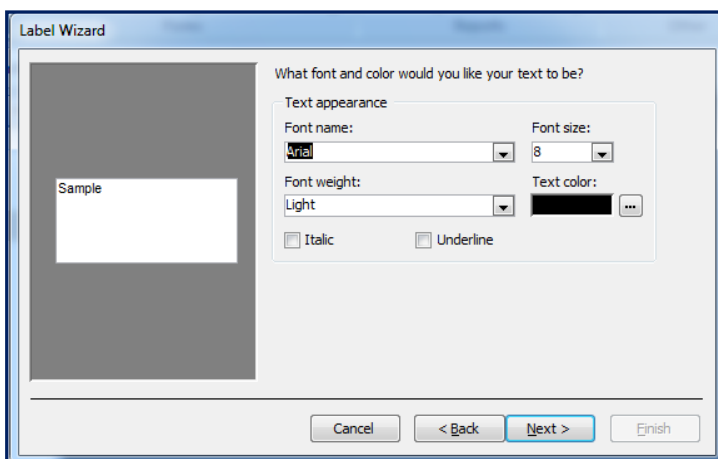 Label Wizard
What font and color would you like your text to be?
Text appearance
Font name: Font size:
Arial 8
Sample
Font weight: Text color:
Light ...
Italic Underline
Cancel < Back Next > Finish